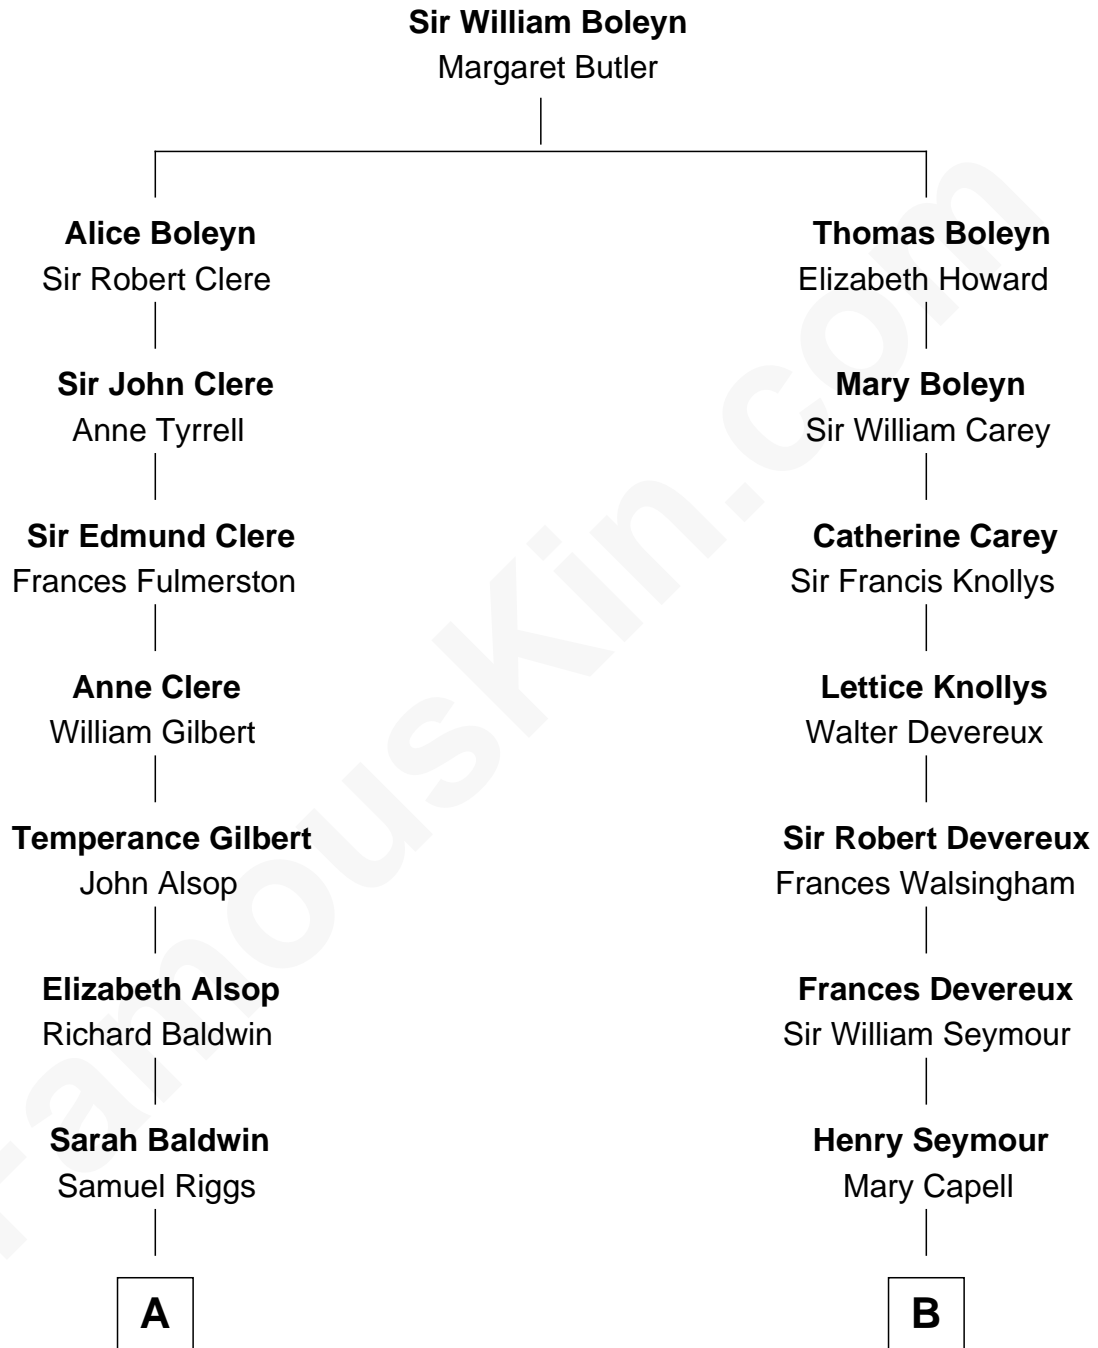 Sir William Boleyn
Margaret Butler
Alice Boleyn
Sir Robert Clere
Thomas Boleyn
Elizabeth Howard
Sir John Clere
Anne Tyrrell
Mary Boleyn
Sir William Carey
Sir Edmund Clere
Frances Fulmerston
Catherine Carey
Sir Francis Knollys
Anne Clere
William Gilbert
Lettice Knollys
Walter Devereux
Temperance Gilbert
John Alsop
Sir Robert Devereux
Frances Walsingham
Elizabeth Alsop
Richard Baldwin
Frances Devereux
Sir William Seymour
Sarah Baldwin
Samuel Riggs
Henry Seymour
Mary Capell
A
B
FamousKin.com